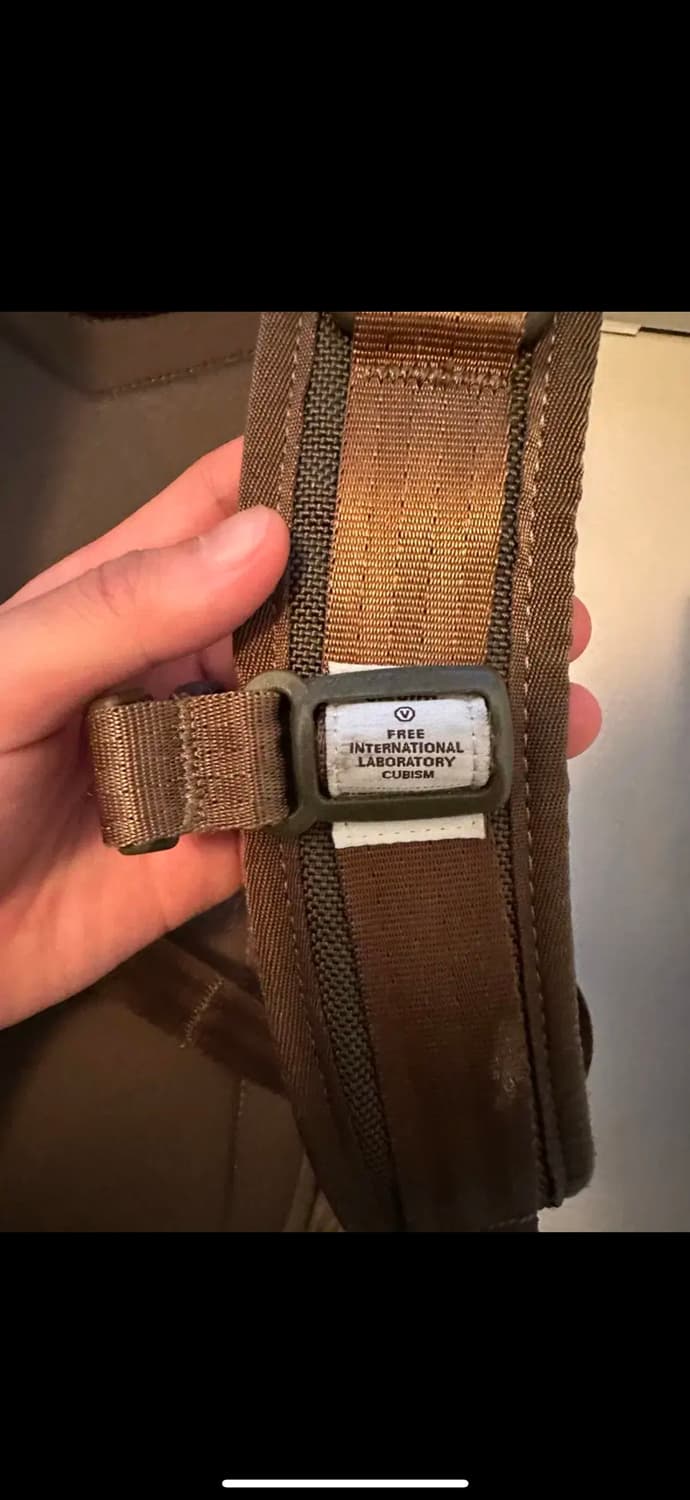 V
FREE
INTERNATIONAL
LABORATORY
CUBISM